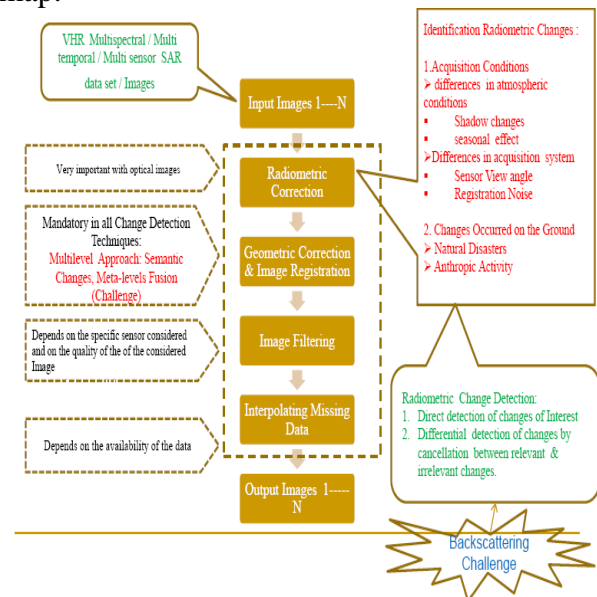 map.
VHR Multispectral / Multi
temporal / Multi sensor SAR
data set / Images
Input Images 1----N
Very important with optical images
Radiometric
Correction
Mandatory in all Change Detection
Techniques:
Multilevel Approach: Semantic
Changes, Meta-levels Fusion
(Challenge)
Geometric Correction
& Image Registration
Depends on the specific sensor considered
and on the quality of the of the considered
Image
Image Filtering
Depends on the availability of the data
Interpolating Missing
Data
Output Images 1-----
N
Identification Radiometric Changes :
1.Acquisition Conditions
➢ differences in atmospheric
conditions
▪ Shadow changes
▪ seasonal effect
➢Differences in acquisition system
▪ Sensor View angle
▪ Registration Noise
2. Changes Occurred on the Ground
➢ Natural Disasters
➢ Anthropic Activity
Radiometric Change Detection:
1. Direct detection of changes of Interest
2. Differential detection of changes by
cancellation between relevant &
irrelevant changes.
Backscattering
Challenge